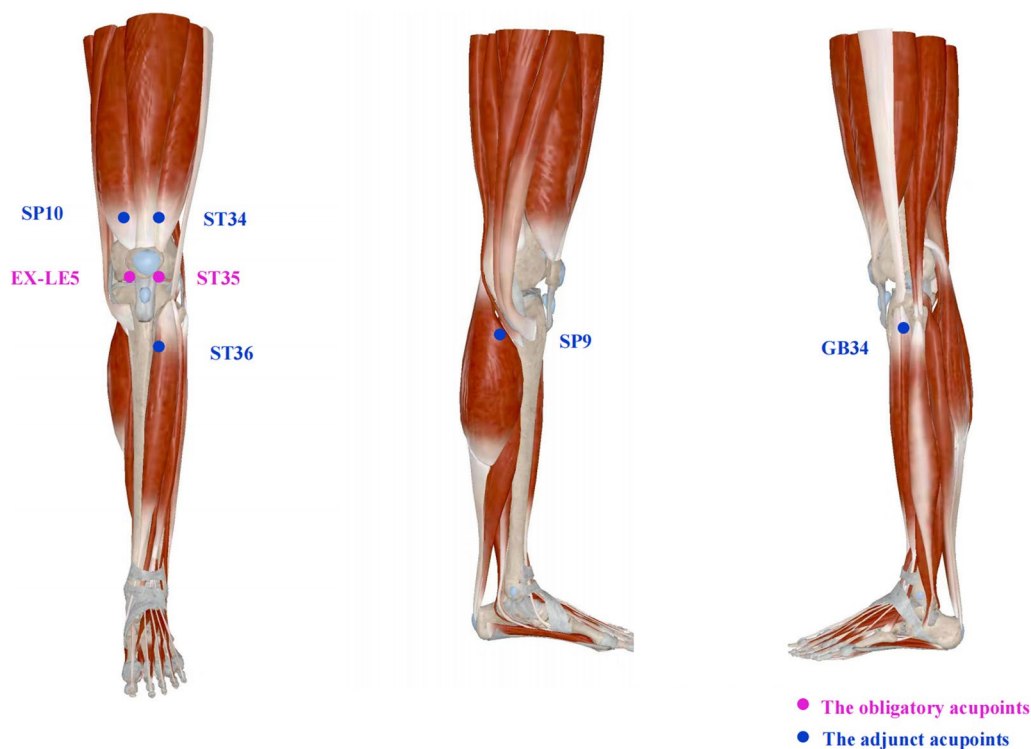 SP10
ST34
EX-LE5
ST35
ST36
SP9
GB34
The obligatory acupoints
The adjunct acupoints